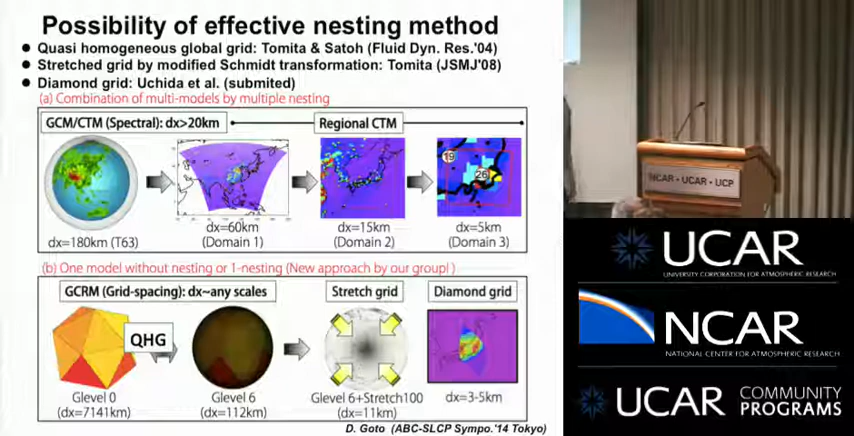 Possibility of effective nesting method
● Quasi homogeneous global grid: Tomita & Satoh (Fluid Dyn. Res.'04)
● Stretched grid by modified Schmidt transformation: Tomita (JSMJ'08)
● Diamond grid: Uchida et al. (submited)
(a) Combination of multi-models by multiple nesting
GCM/CTM (Spectral): dx>20km
Regional CTM
19
26
dx=180km (T63)
dx=60km
(Domain 1)
dx=15km
(Domain 2)
dx=5km
(Domain 3)
(b) One model without nesting or 1-nesting (New approach by our group!)
GCRM (Grid-spacing): dx~any scales
Stretch grid
Diamond grid
QHG
Glevel 0
(dx=7141km)
Glevel 6
(dx=112km)
Glevel 6+Stretch100
(dx=11km)
dx=3-5km
D. Goto (ABC-SLCP Sympo.'14 Tokyo)
NCAR • UCAR • UCP
UCAR
UNIVERSITY CORPORATION FOR ATMOSPHERIC RESEARCH
NCAR
NATIONAL CENTER FOR ATMOSPHERIC RESEARCH
UCAR COMMUNITY
PROGRAMS